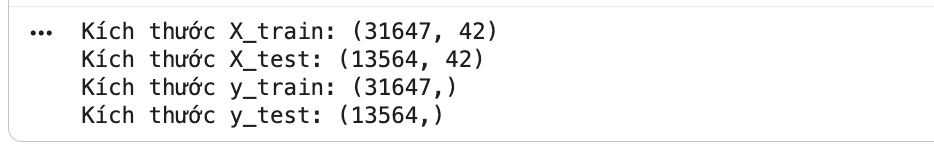 Kích thước X_train: (31647, 42)
Kích thước X_test: (13564, 42)
Kích thước y_train: (31647,)
Kích thước y_test: (13564,)